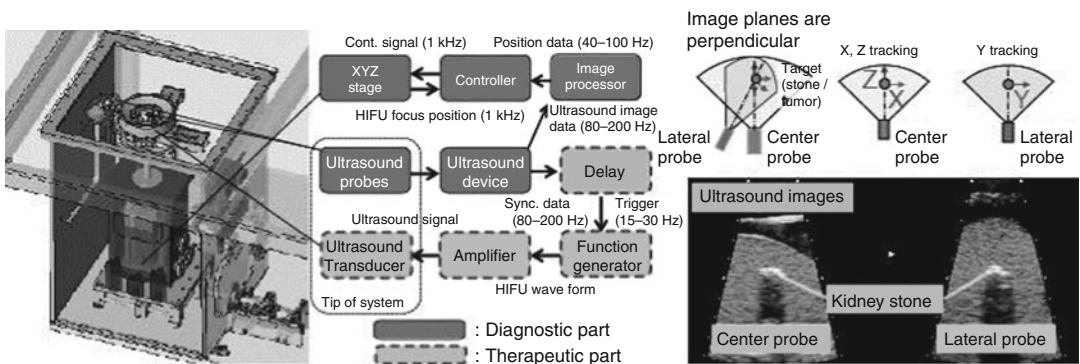 Cont. signal (1 kHz)
Position data (40–100 Hz)
XYZ
stage
Controller
Image
processor
HIFU focus position (1 kHz)
Ultrasound image
data (80–200 Hz)
Ultrasound
probes
Ultrasound
device
Delay
Sync. data
(80–200 Hz)
Trigger
(15–30 Hz)
Ultrasound signal
Ultrasound
Transducer
Amplifier
Function
generator
HIFU wave form
Tip of system
: Diagnostic part
: Therapeutic part
Image planes are
perpendicular
Target
(stone /
tumor)
Lateral
probe
Center
probe
X, Z tracking
Z
X
Center
probe
Y tracking
Y
Lateral
probe
Ultrasound images
Kidney stone
Center probe
Lateral probe